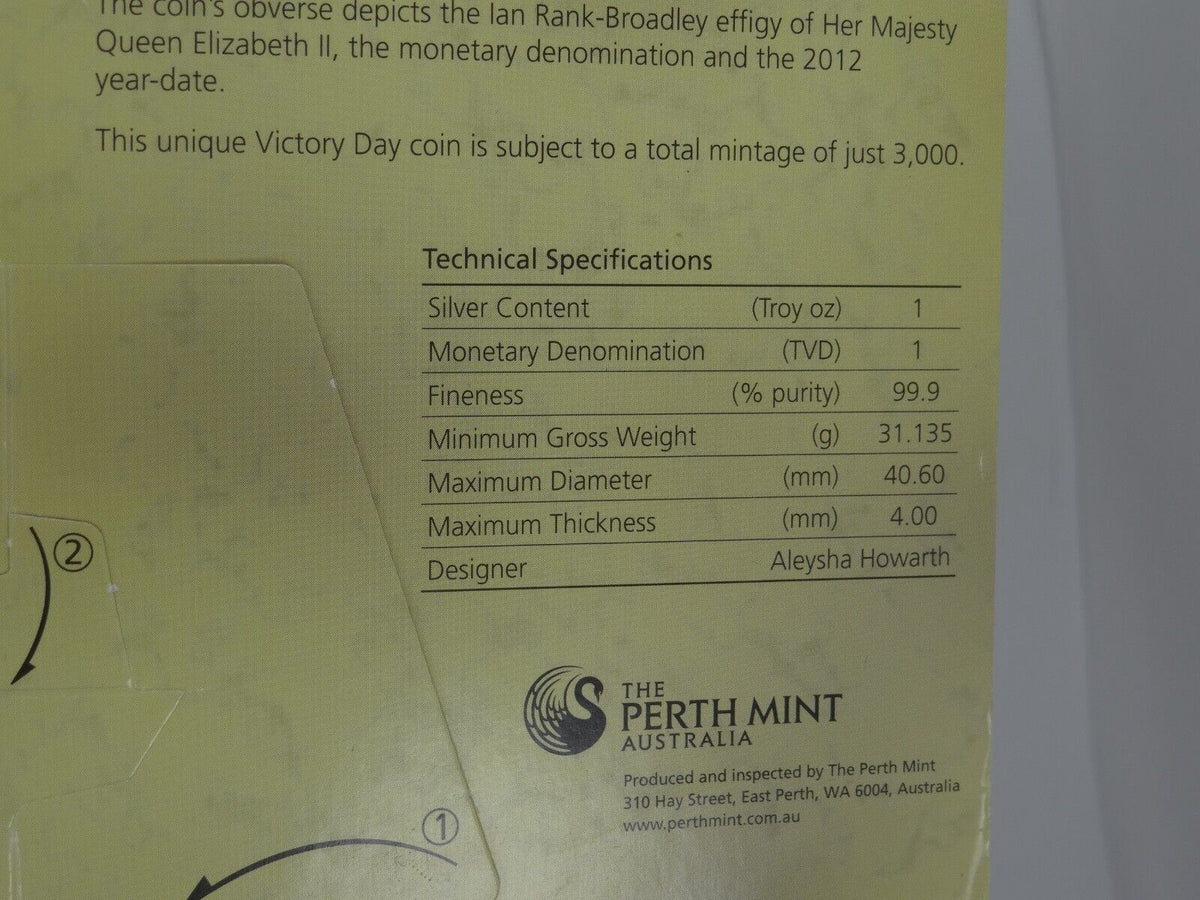 The coin's obverse depicts the Ian Rank-Broadley effigy of Her Majesty
Queen Elizabeth II, the monetary denomination and the 2012
year-date.
This unique Victory Day coin is subject to a total mintage of just 3,000.
Technical Specifications
Silver Content (Troy oz) 1
Monetary Denomination (TVD) 1
Fineness (% purity) 99.9
Minimum Gross Weight (g) 31.135
Maximum Diameter (mm) 40.60
Maximum Thickness (mm) 4.00
Designer Aleysha Howarth
②
①
THE
PERTH MINT
AUSTRALIA
Produced and inspected by The Perth Mint
310 Hay Street, East Perth, WA 6004, Australia
www.perthmint.com.au